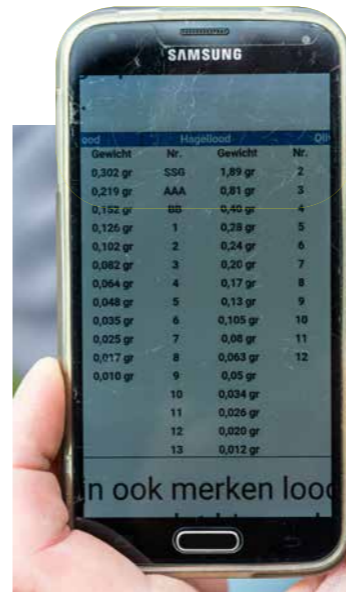 SAMSUNG
ood Hagellood Oli
Gewicht Nr. Gewicht Nr.
0,302 gr SSG 1,89 gr 2
0,219 gr AAA 0,81 gr 3
0,152 gr BB 0,40 gr 4
0,126 gr 1 0,28 gr 5
0,102 gr 2 0,24 gr 6
0,082 gr 3 0,20 gr 7
0,064 gr 4 0,17 gr 8
0,048 gr 5 0,13 gr 9
0,035 gr 6 0,105 gr 10
0,025 gr 7 0,08 gr 11
0,017 gr 8 0,063 gr 12
0,010 gr 9 0,05 gr
10 0,034 gr
11 0,026 gr
12 0,020 gr
13 0,012 gr
in ook merken lood